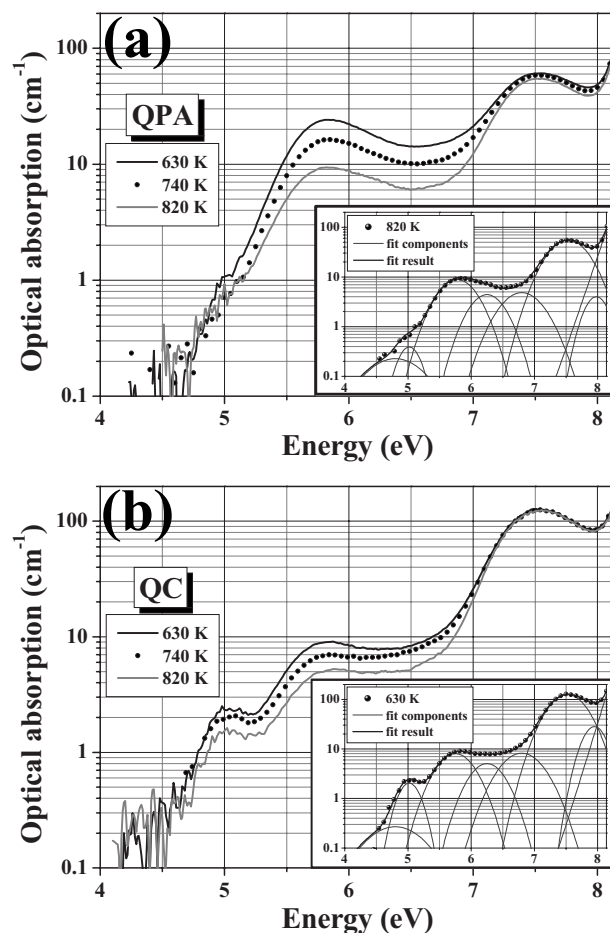 (a)
100
10
1
0.1
Optical absorption (cm⁻¹)
QPA
630 K
740 K
820 K
100
10
1
0.1
820 K
fit components
fit result
4 5 6 7 8
4 5 6 7 8
Energy (eV)
(b)
100
10
1
0.1
Optical absorption (cm⁻¹)
QC
630 K
740 K
820 K
100
10
1
0.1
630 K
fit components
fit result
4 5 6 7 8
4 5 6 7 8
Energy (eV)